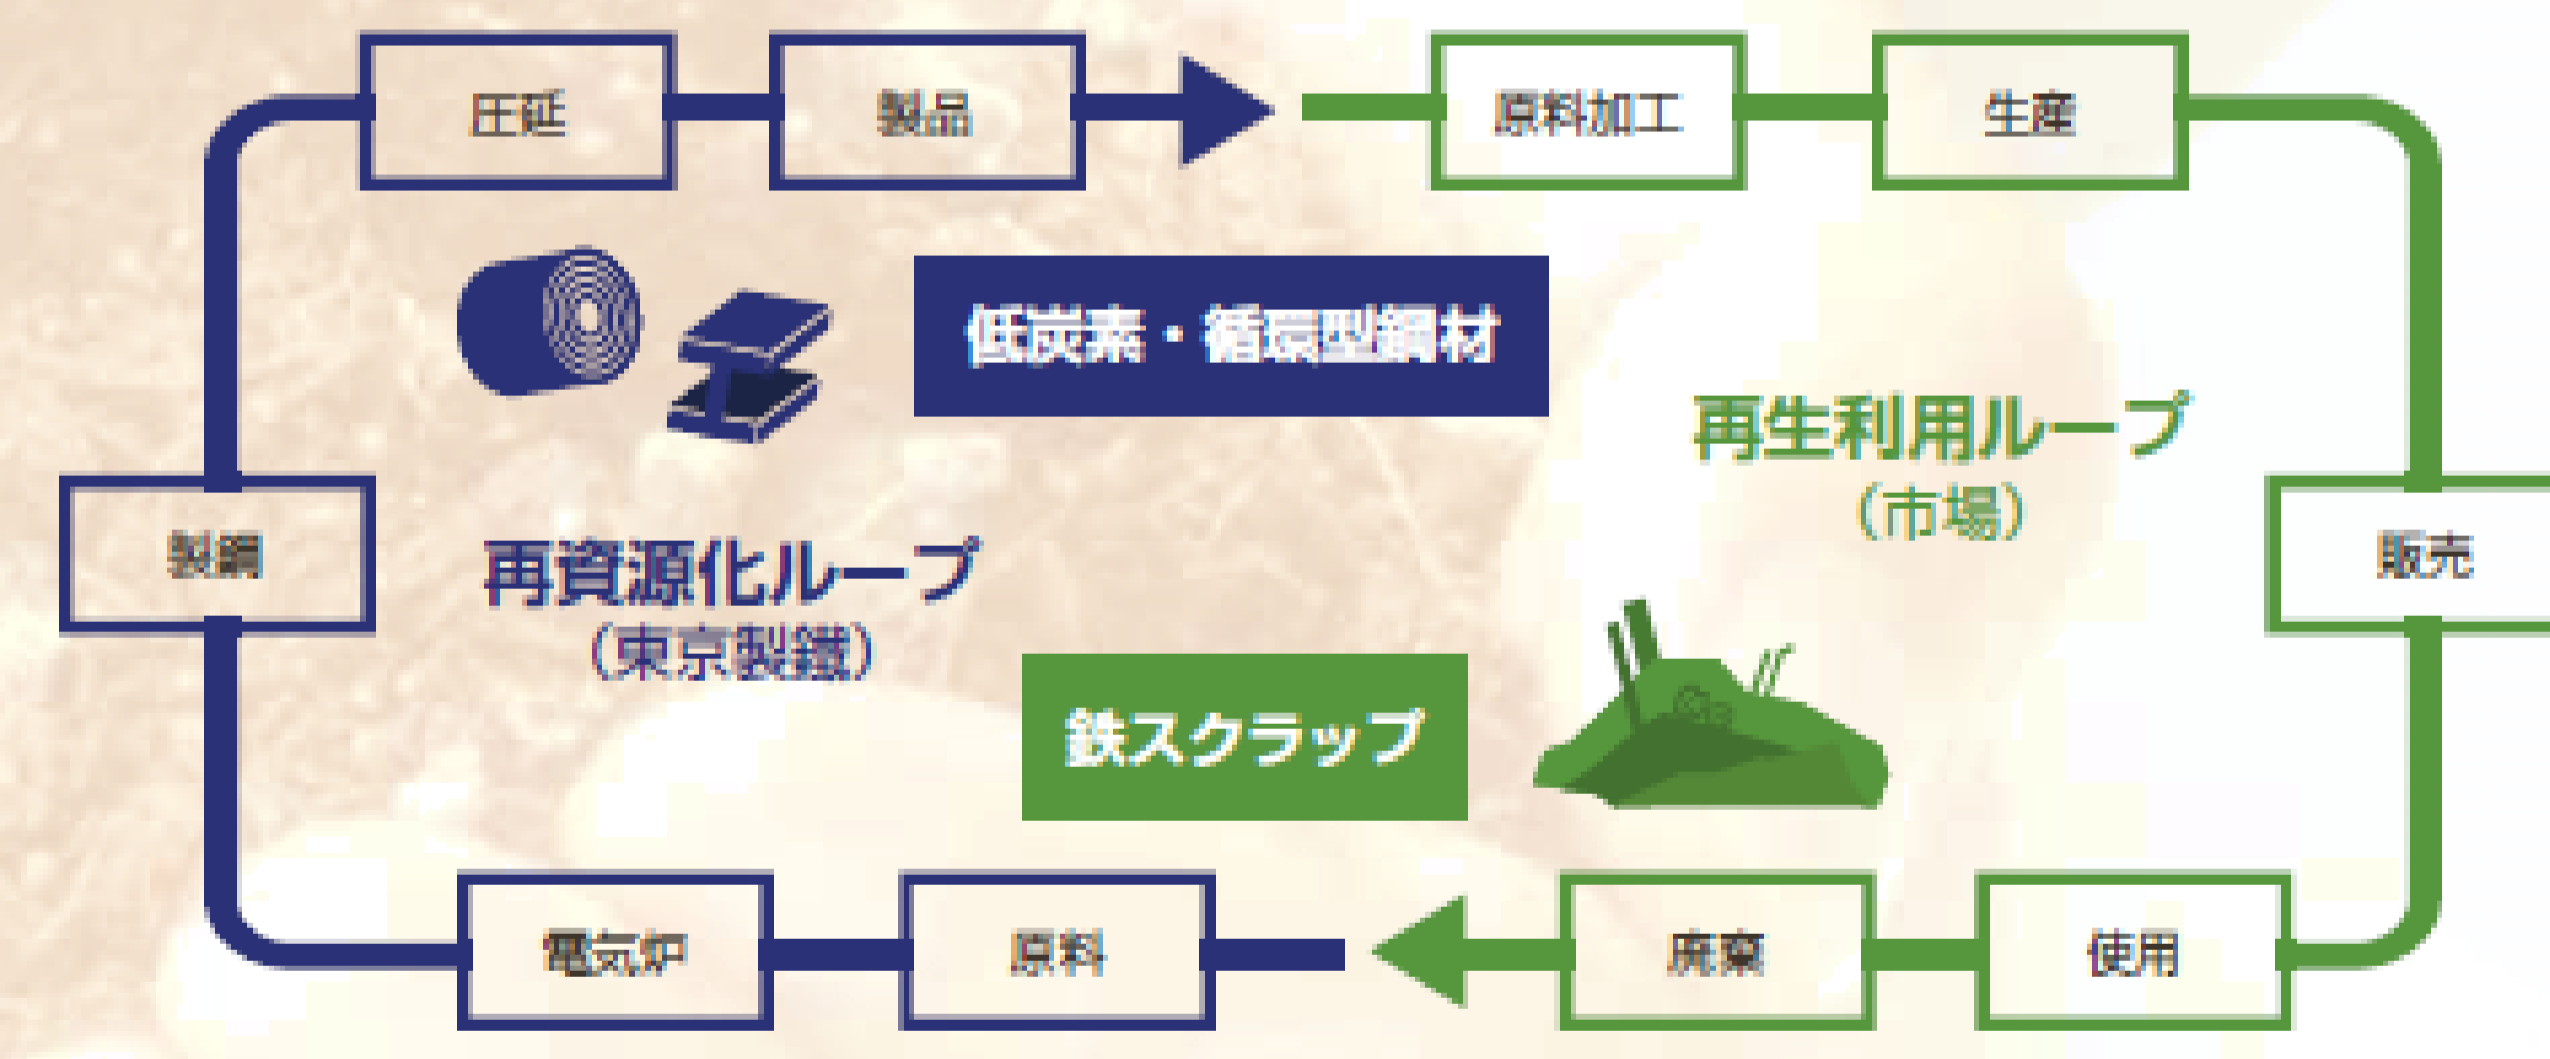 圧延
製品
原料加工
生産
低炭素・循環型鋼材
再生利用ループ
（市場）
製鋼
販売
再資源化ループ
（東京製鐵）
鉄スクラップ
電気炉
原料
廃棄
使用